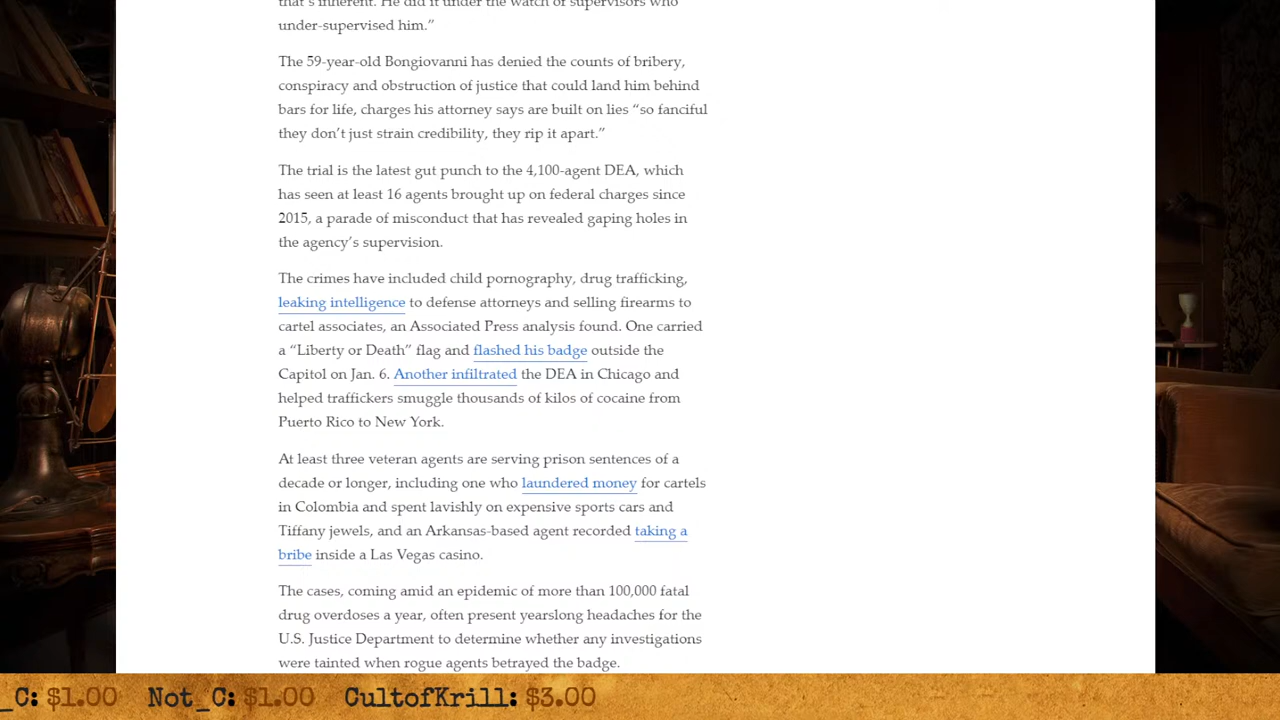 that's inherent. He did it under the watch of supervisors who
under-supervised him.”
The 59-year-old Bongiovanni has denied the counts of bribery,
conspiracy and obstruction of justice that could land him behind
bars for life, charges his attorney says are built on lies “so fanciful
they don’t just strain credibility, they rip it apart.”
The trial is the latest gut punch to the 4,100-agent DEA, which
has seen at least 16 agents brought up on federal charges since
2015, a parade of misconduct that has revealed gaping holes in
the agency’s supervision.
The crimes have included child pornography, drug trafficking,
leaking intelligence to defense attorneys and selling firearms to
cartel associates, an Associated Press analysis found. One carried
a “Liberty or Death” flag and flashed his badge outside the
Capitol on Jan. 6. Another infiltrated the DEA in Chicago and
helped traffickers smuggle thousands of kilos of cocaine from
Puerto Rico to New York.
At least three veteran agents are serving prison sentences of a
decade or longer, including one who laundered money for cartels
in Colombia and spent lavishly on expensive sports cars and
Tiffany jewels, and an Arkansas-based agent recorded taking a
bribe inside a Las Vegas casino.
The cases, coming amid an epidemic of more than 100,000 fatal
drug overdoses a year, often present yearslong headaches for the
U.S. Justice Department to determine whether any investigations
were tainted when rogue agents betrayed the badge.
_C: $1.00 Not_C: $1.00 CultofKrill: $3.00